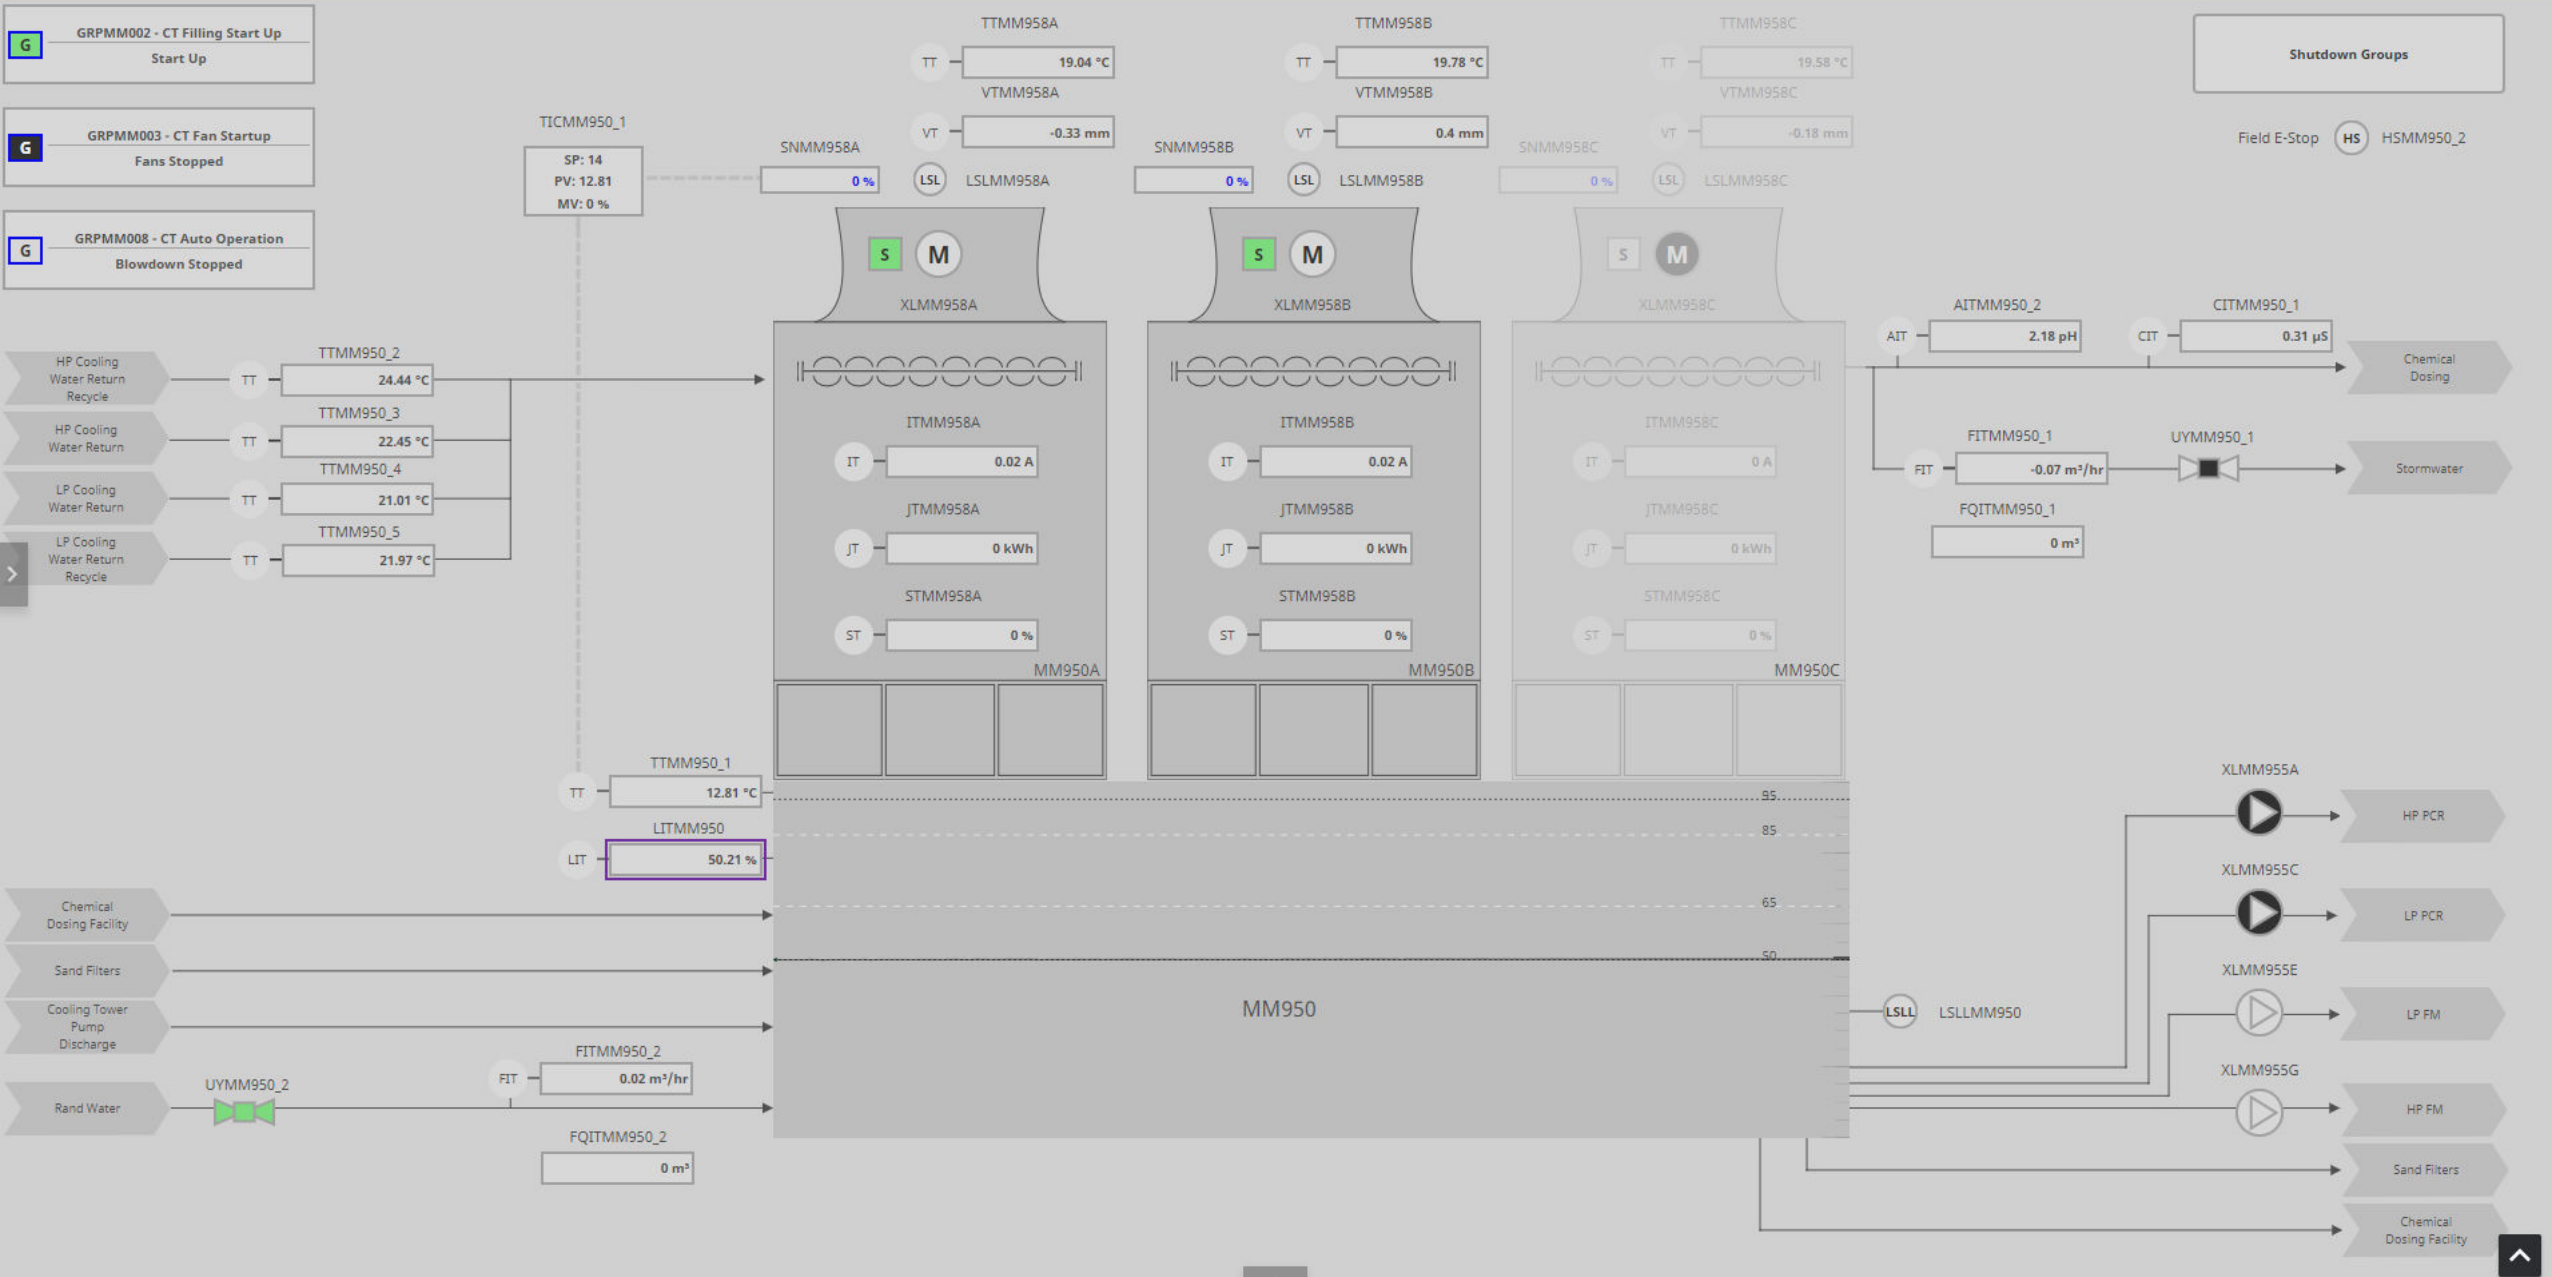 G
GRPMM002 - CT Filling Start Up
Start Up
G
GRPMM003 - CT Fan Startup
Fans Stopped
G
GRPMM008 - CT Auto Operation
Blowdown Stopped
TICMM950_1
SP: 14
PV: 12.81
MV: 0 %
TTMM958A
TT
19.04 °C
VTMM958A
VT
-0.33 mm
SNMM958A
0 %
LSL
LSLMM958A
TTMM958B
TT
19.78 °C
VTMM958B
VT
0.4 mm
SNMM958B
0 %
LSL
LSLMM958B
TTMM958C
TT
19.58 °C
VTMM958C
VT
-0.18 mm
SNMM958C
0 %
LSL
LSLMM958C
Shutdown Groups
Field E-Stop
HS
HSMM950_2
S
M
XLMM958A
S
M
XLMM958B
S
M
XLMM958C
HP Cooling
Water Return
Recycle
TT
TTMM950_2
24.44 °C
HP Cooling
Water Return
TT
TTMM950_3
22.45 °C
LP Cooling
Water Return
TT
TTMM950_4
21.01 °C
LP Cooling
Water Return
Recycle
TT
TTMM950_5
21.97 °C
ITMM958A
IT
0.02 A
JTMM958A
JT
0 kWh
STMM958A
ST
0 %
MM950A
ITMM958B
IT
0.02 A
JTMM958B
JT
0 kWh
STMM958B
ST
0 %
MM950B
ITMM958C
IT
0 A
JTMM958C
JT
0 kWh
STMM958C
ST
0 %
MM950C
AITMM950_2
AIT
2.18 pH
CITMM950_1
CIT
0.31 µS
Chemical
Dosing
FITMM950_1
FIT
-0.07 m³/hr
UYMM950_1
Stormwater
FQITMM950_1
0 m³
TTMM950_1
TT
12.81 °C
LITMM950
LIT
50.21 %
95
85
65
50
MM950
Chemical
Dosing Facility
Sand Filters
Cooling Tower
Pump
Discharge
Rand Water
UYMM950_2
FITMM950_2
FIT
0.02 m³/hr
FQITMM950_2
0 m³
LSLL
LSLLMM950
XLMM955A
HP PCR
XLMM955C
LP PCR
XLMM955E
LP FM
XLMM955G
HP FM
Sand Filters
Chemical
Dosing Facility